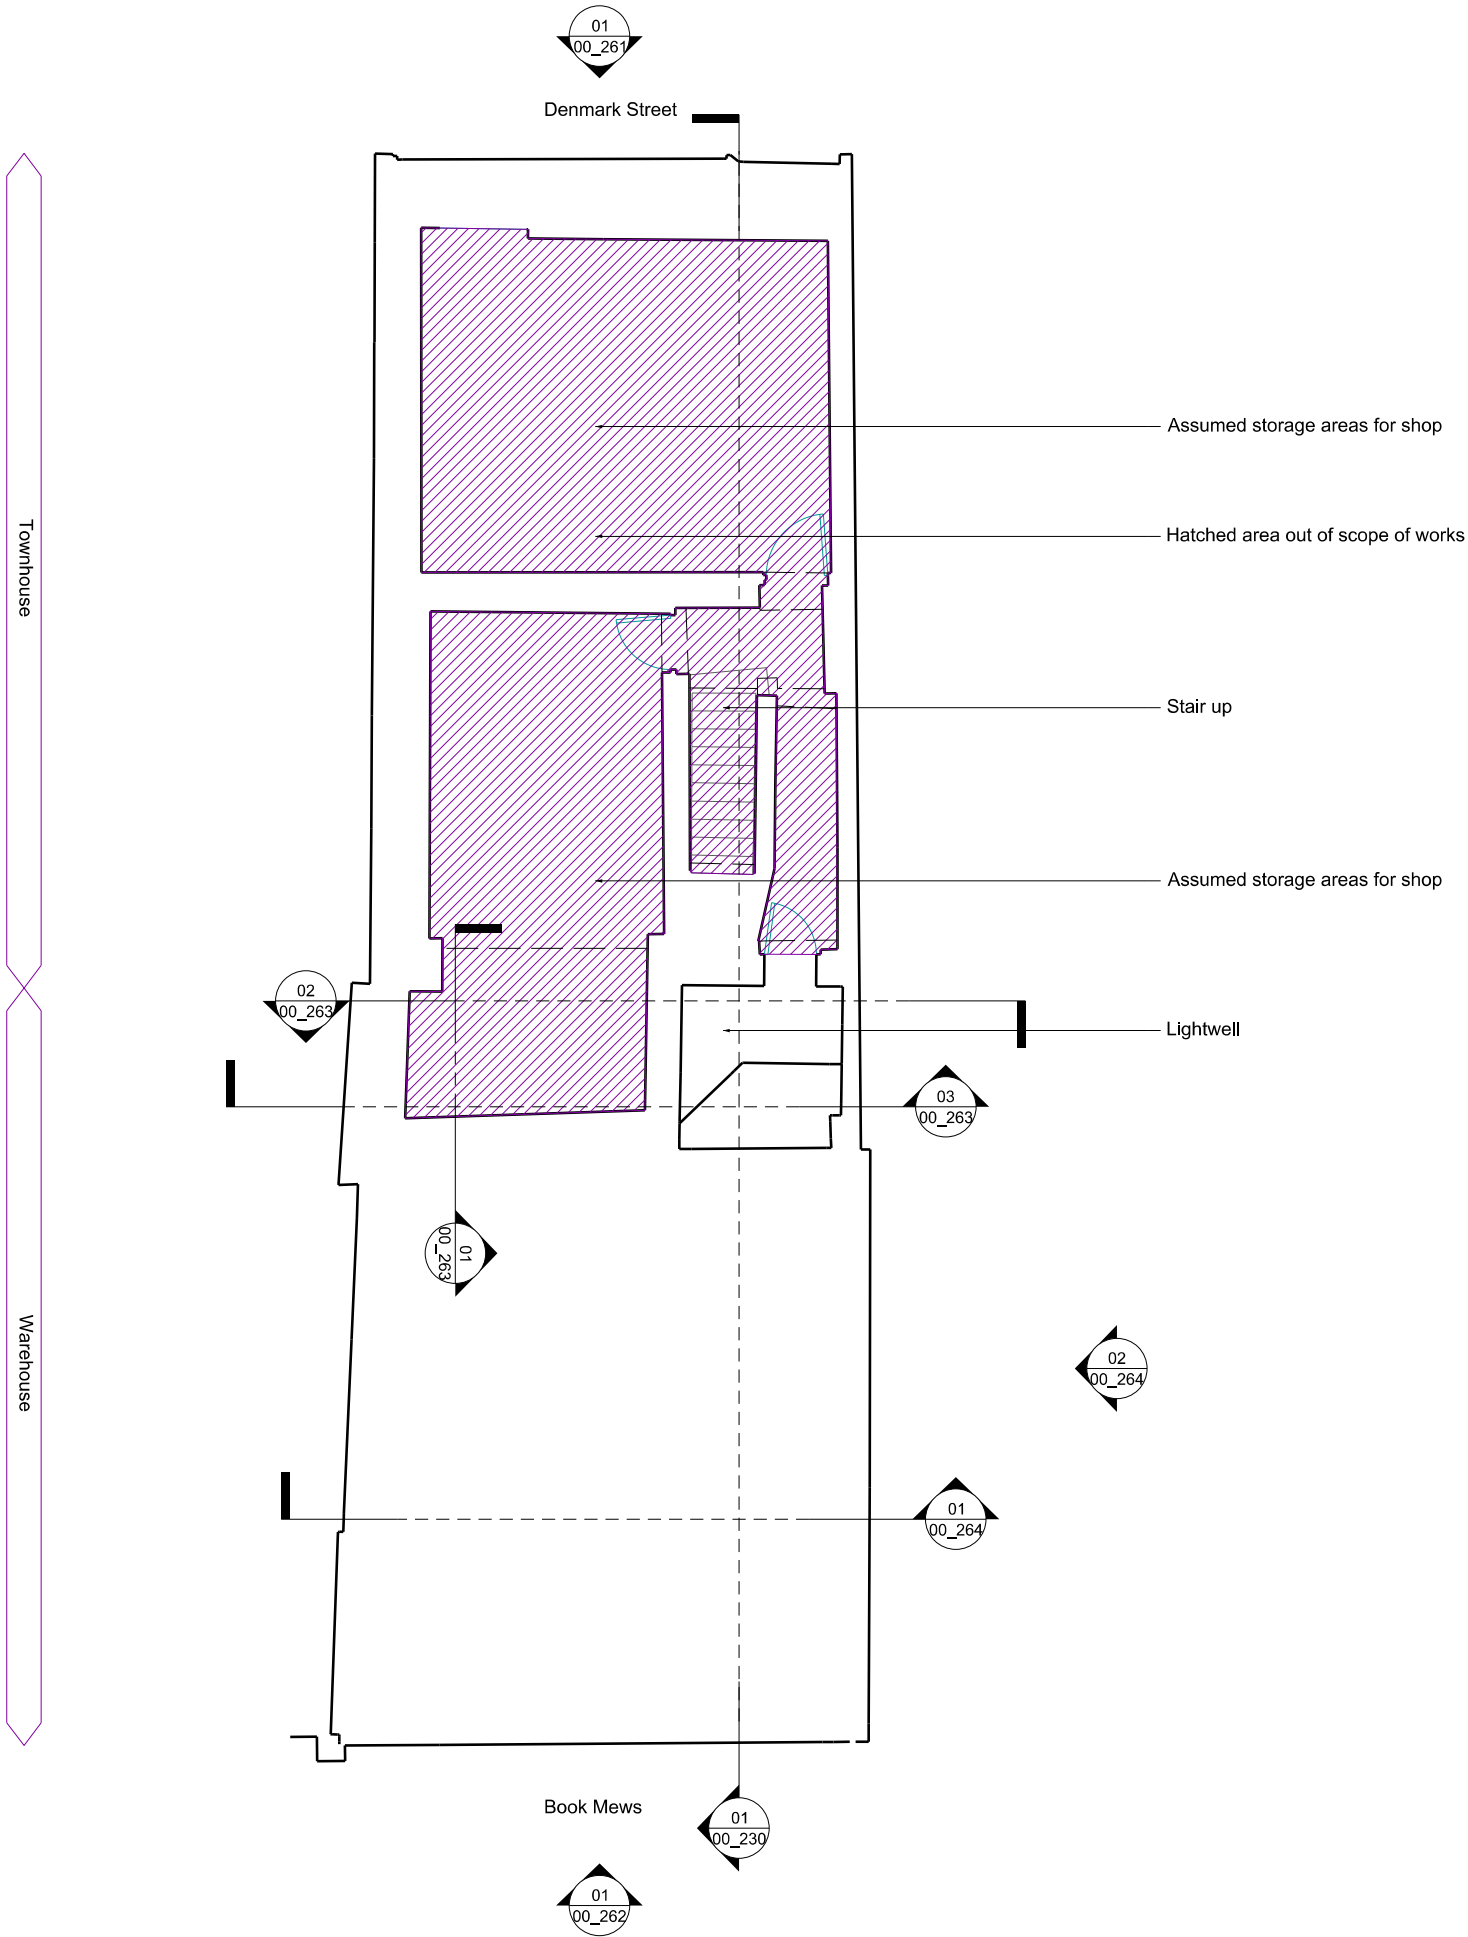 01
00_261
Denmark Street
Assumed storage areas for shop
Hatched area out of scope of works
Townhouse
Stair up
Assumed storage areas for shop
02
00_263
Lightwell
03
00_263
01
00_263
Warehouse
02
00_264
01
00_264
Book Mews
01
00_230
01
00_262